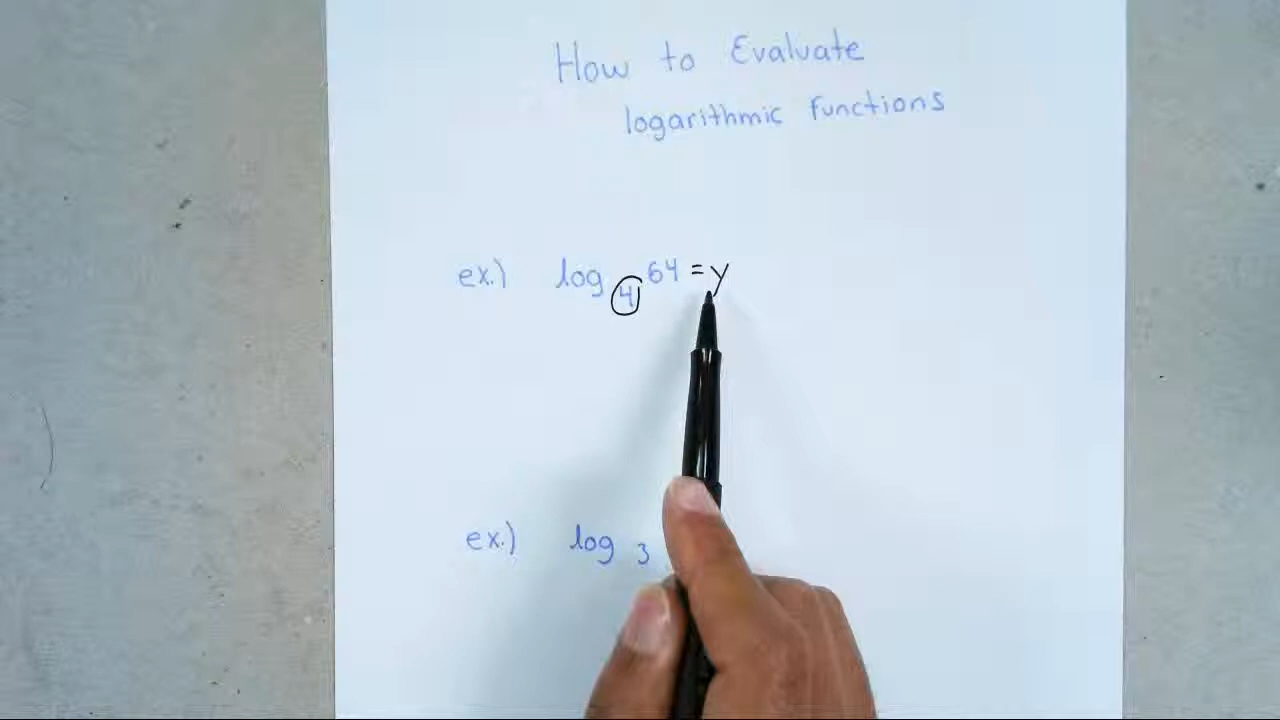 How to Evaluate
logarithmic functions
ex.) log 4 64 = y
ex.) log 3